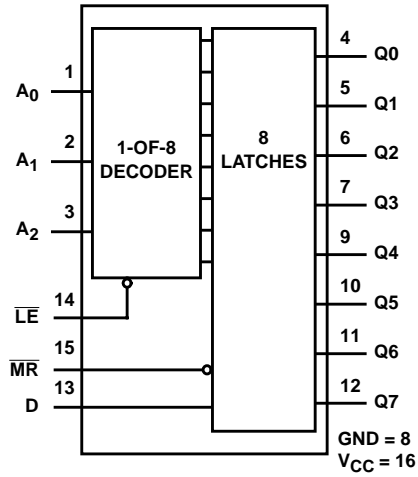 A0
1
A1
2
A2
3
1-OF-8
DECODER
8
LATCHES
LE
14
MR
15
D
13
4
Q0
5
Q1
6
Q2
7
Q3
9
Q4
10
Q5
11
Q6
12
Q7
GND = 8
VCC = 16